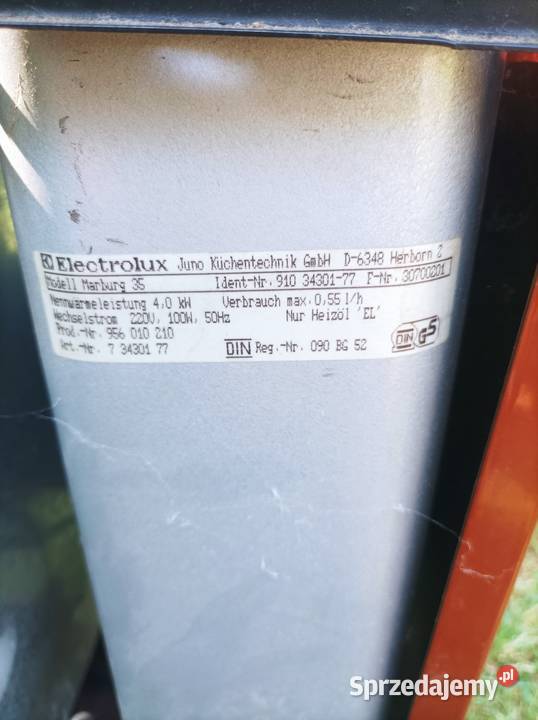 Electrolux Juno Küchentechnik GmbH D-6348 Herborn 2
Modell Marburg 35 Ident-Nr. 910 34301-77 F-Nr. 30700201
Nennwärmeleistung 4,0 kW Verbrauch max. 0,55 l/h
Wechselstrom 220V, 100W, 50Hz Nur Heizöl 'EL'
Prod.-Nr. 956 010 210
Art.-Nr. 7 34301 77 DIN Reg.-Nr. 090 BG 52 DIN GS
Sprzedajemy.pl